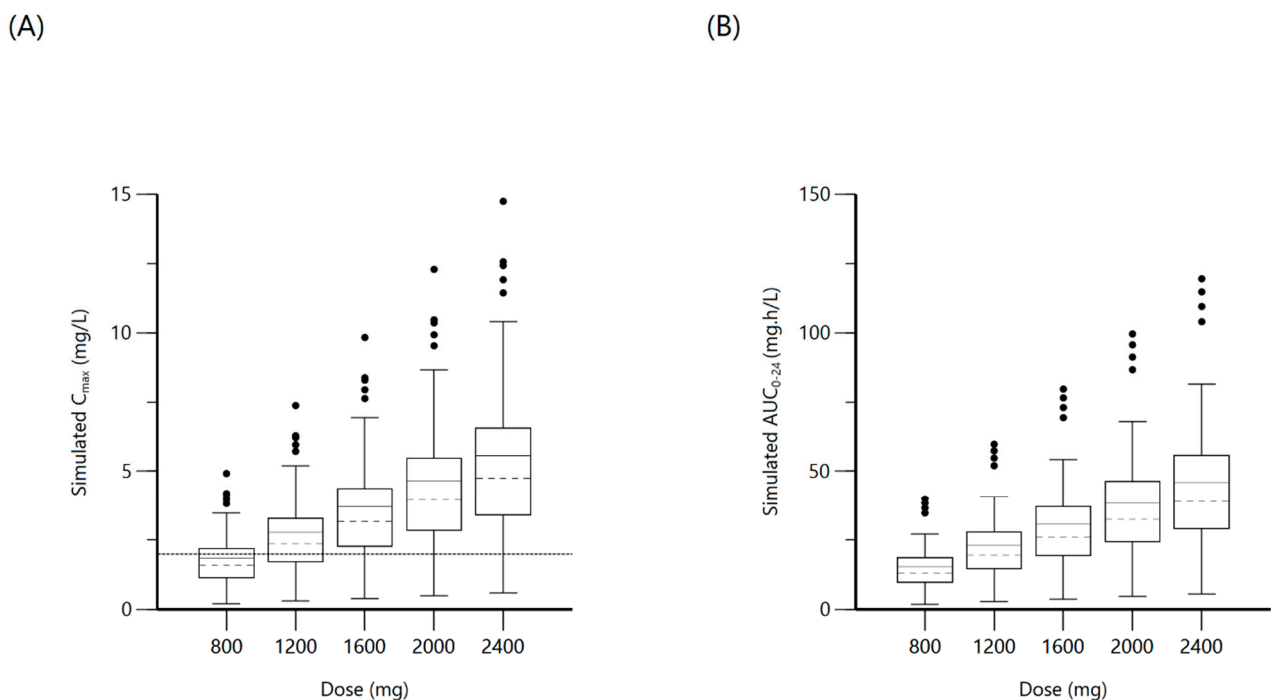 (A)
(B)
Simulated Cmax (mg/L)
15
10
5
0
800 1200 1600 2000 2400
Dose (mg)
Simulated AUC0-24 (mg.h/L)
150
100
50
0
800 1200 1600 2000 2400
Dose (mg)